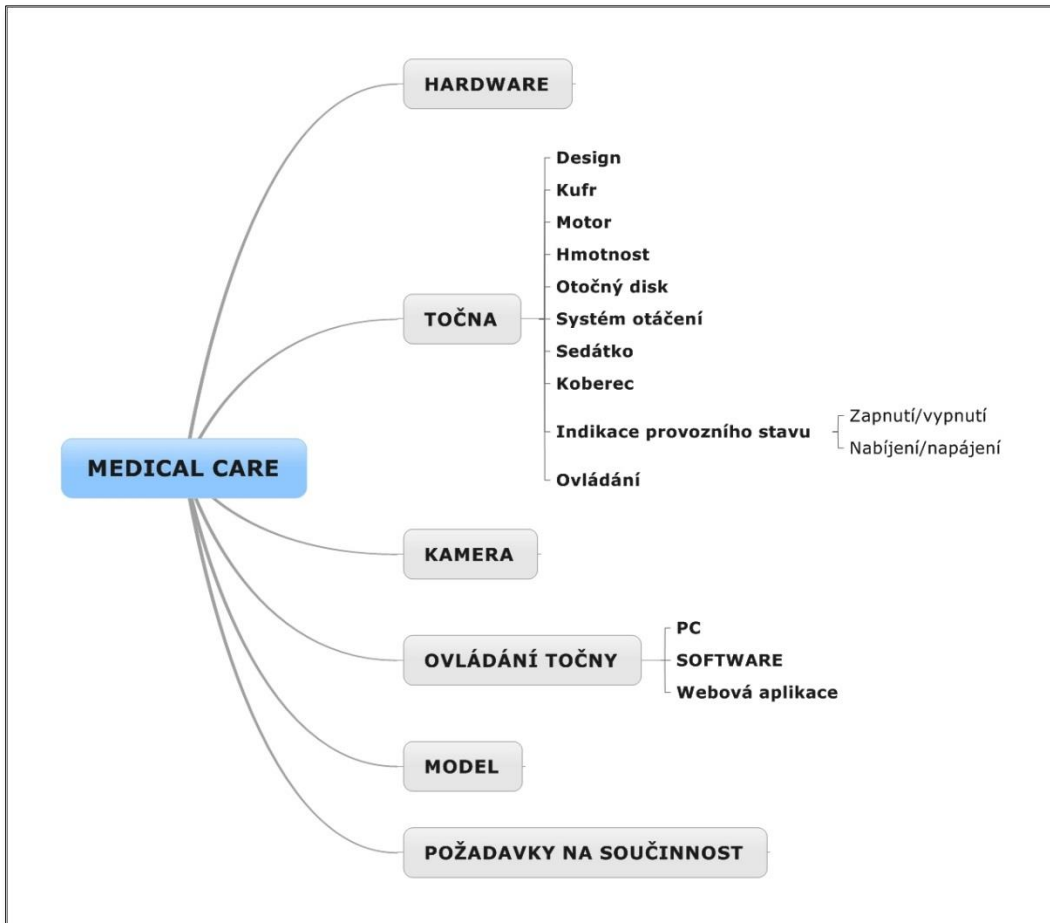 HARDWARE
Design
Kufr
Motor
Hmotnost
Otočný disk
TOČNA
Systém otáčení
Sedátko
Koberec
Zapnutí/vypnutí
Indikace provozního stavu
Nabíjení/napájení
MEDICAL CARE
Ovládání
KAMERA
PC
OVLÁDÁNÍ TOČNY
SOFTWARE
Webová aplikace
MODEL
POŽADAVKY NA SOUČINNOST